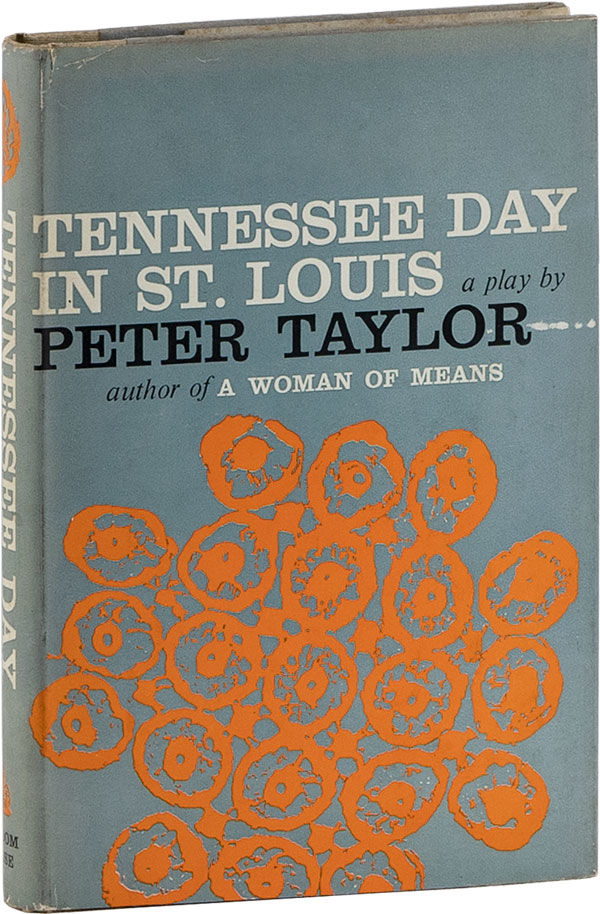 TENNESSEE DAY
IN ST. LOUIS a play by
PETER TAYLOR
author of A WOMAN OF MEANS
TENNESSEE DAY